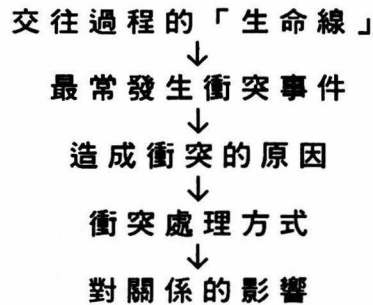 交往過程的「生命線」
↓
最常發生衝突事件
↓
造成衝突的原因
↓
衝突處理方式
↓
對關係的影響